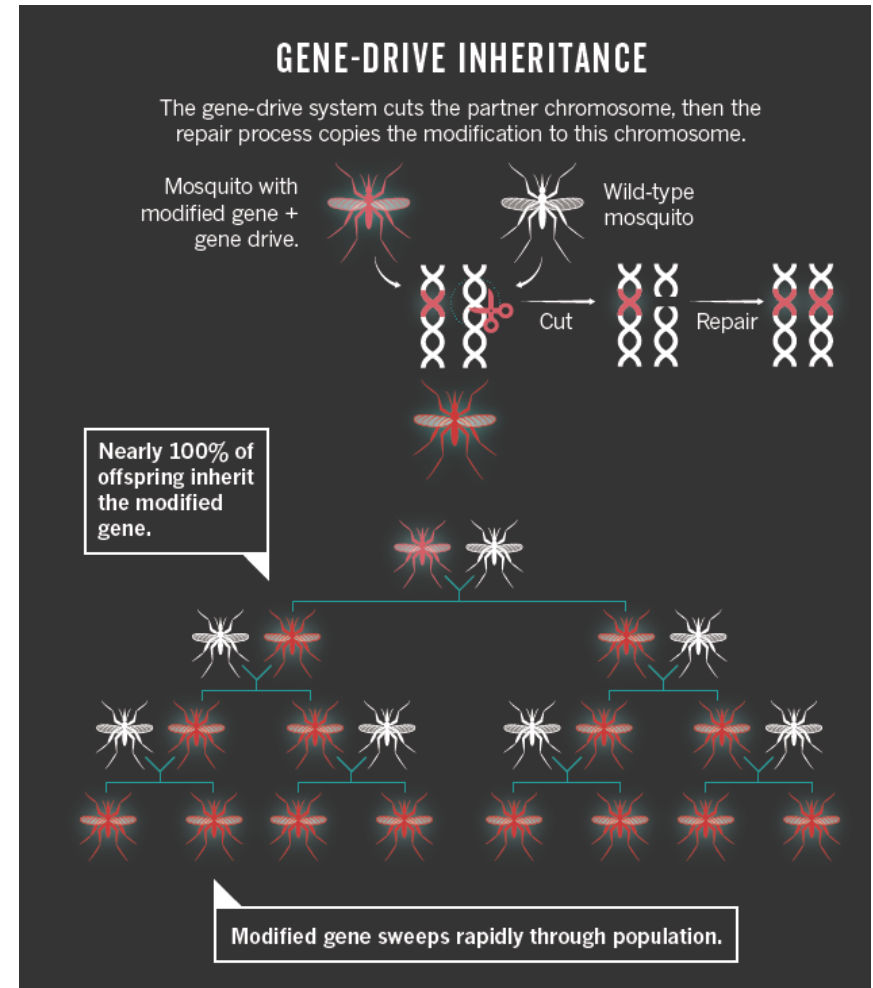 GENE-DRIVE INHERITANCE
The gene-drive system cuts the partner chromosome, then the
repair process copies the modification to this chromosome.
Mosquito with
modified gene +
gene drive.
Wild-type
mosquito
Cut
Repair
Nearly 100% of
offspring inherit
the modified
gene.
Modified gene sweeps rapidly through population.